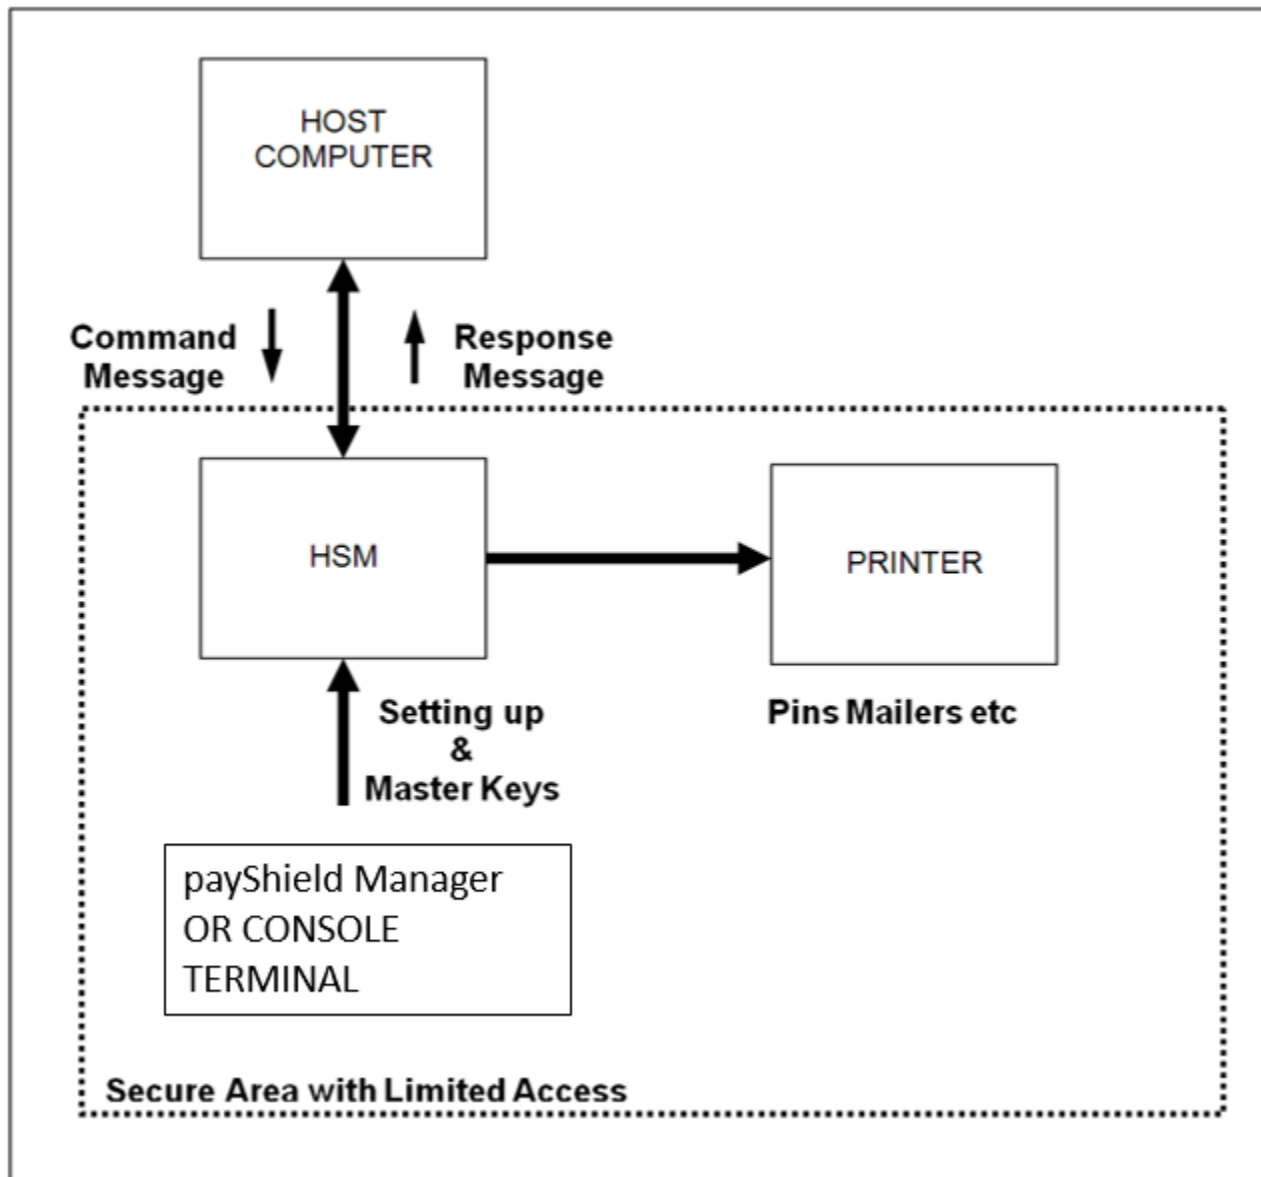 HOST
COMPUTER
Command
Message
Response
Message
HSM
PRINTER
Setting up
&
Master Keys
Pins Mailers etc
payShield Manager
OR CONSOLE
TERMINAL
Secure Area with Limited Access